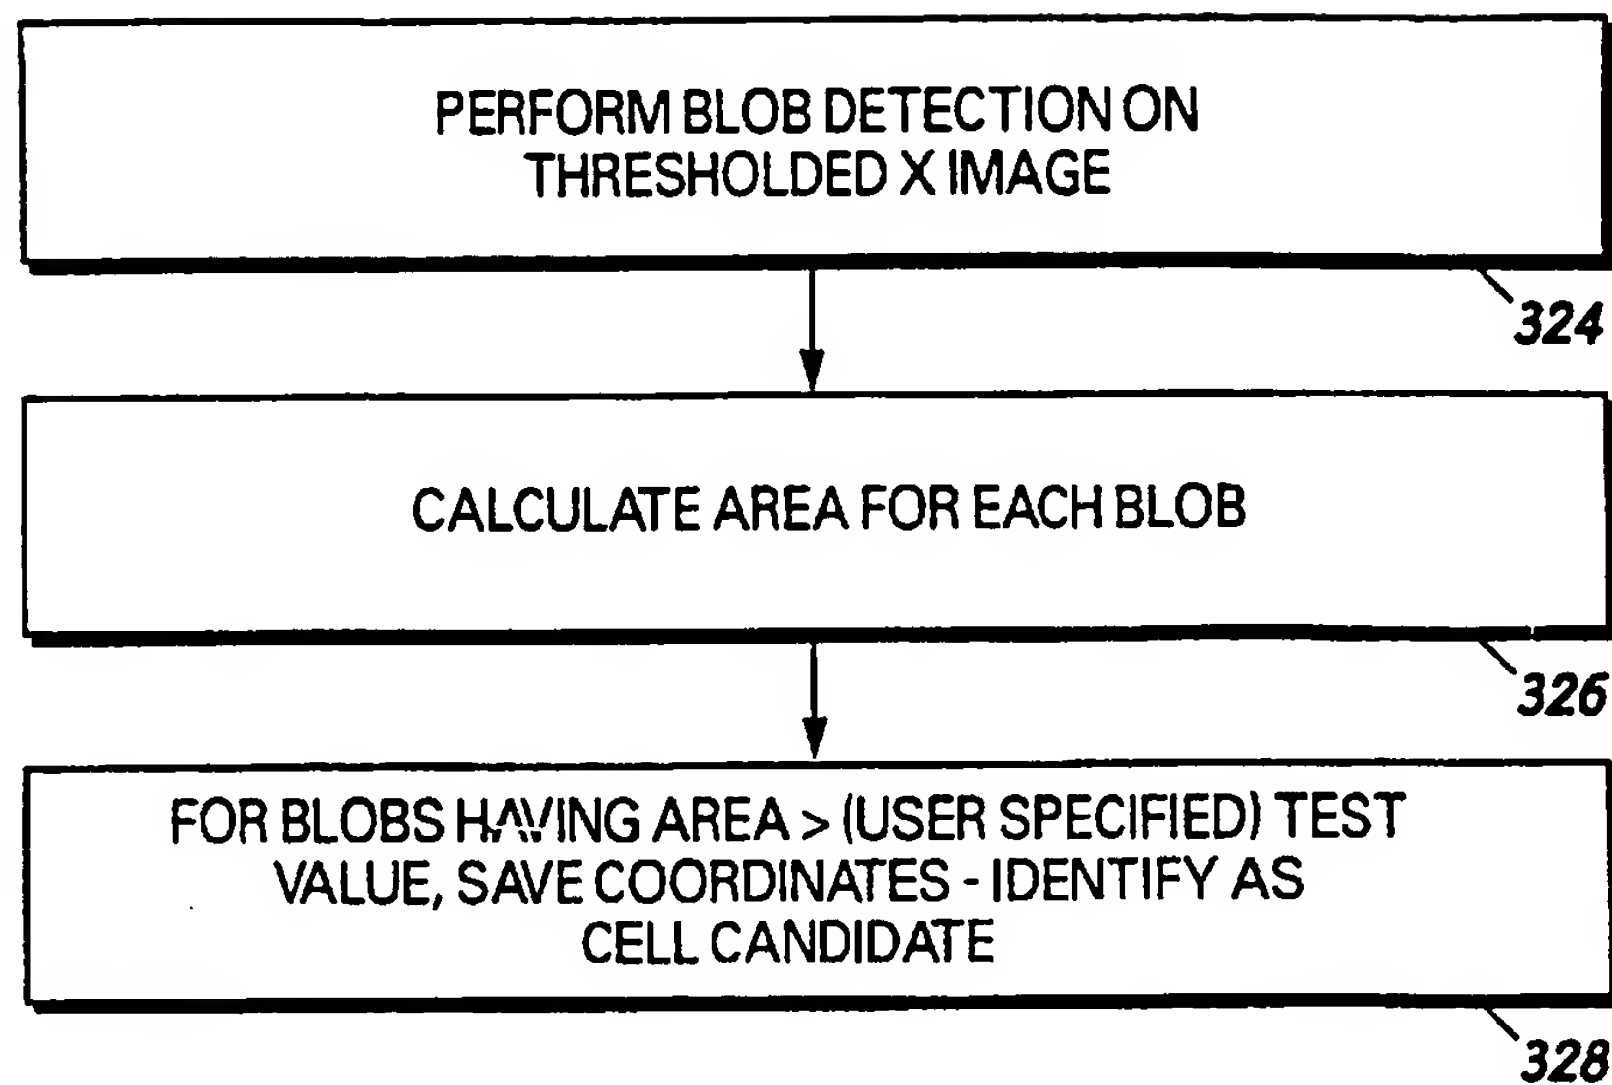 PERFORM BLOB DETECTION ON
THRESHOLDED X IMAGE
324
CALCULATE AREA FOR EACH BLOB
326
FOR BLOBS HAVING AREA > (USER SPECIFIED) TEST
VALUE, SAVE COORDINATES - IDENTIFY AS
CELL CANDIDATE
328